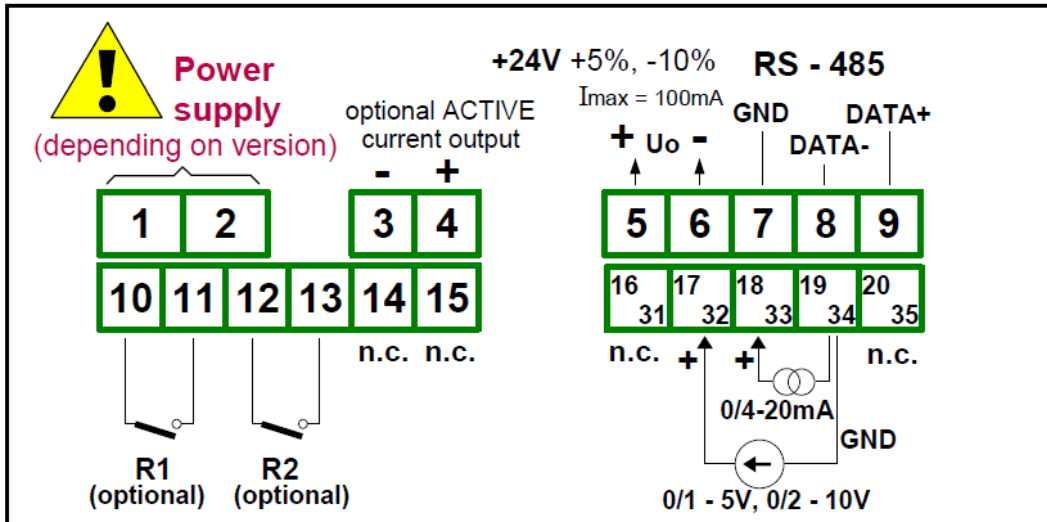 !
Power
supply
(depending on version)
optional ACTIVE
current output
- +
1 2 3 4
10 11 12 13 14 15
n.c. n.c.
R1
(optional)
R2
(optional)
+24V +5%, -10%
Imax = 100mA
+ Uo -
RS - 485
GND
DATA-
DATA+
5 6 7 8 9
16 17 18 19 20
31 32 33 34 35
n.c. + + n.c.
0/4-20mA
GND
0/1 - 5V, 0/2 - 10V